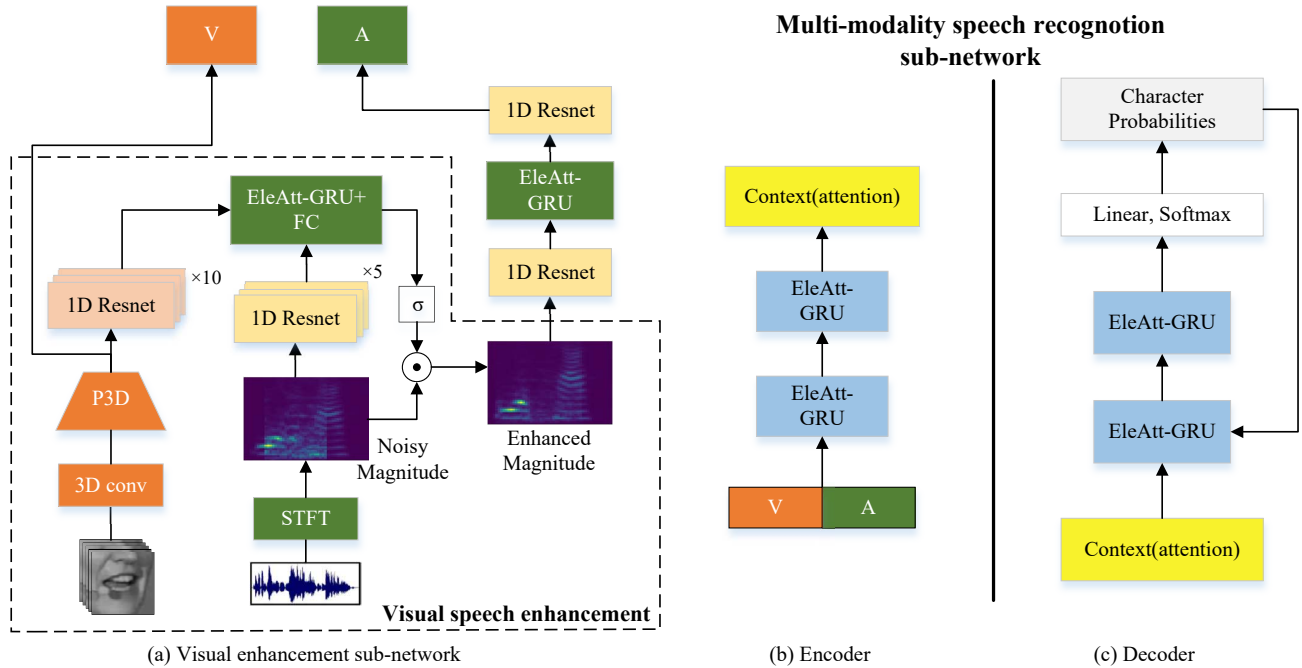 V
A
1D Resnet
EleAtt-
GRU
1D Resnet
EleAtt-GRU+
FC
×10
1D Resnet
×5
1D Resnet
σ
P3D
Noisy
Magnitude
Enhanced
Magnitude
3D conv
STFT
Visual speech enhancement
(a) Visual enhancement sub-network
Multi-modality speech recognotion
sub-network
Context(attention)
EleAtt-
GRU
EleAtt-
GRU
V
A
(b) Encoder
Character
Probabilities
Linear, Softmax
EleAtt-GRU
EleAtt-GRU
Context(attention)
(c) Decoder